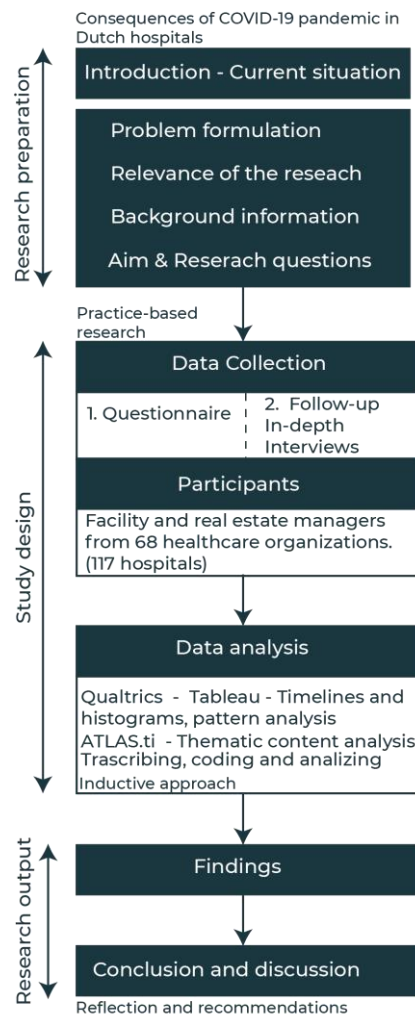 Consequences of COVID-19 pandemic in
Dutch hospitals
Introduction - Current situation
Research preparation
Problem formulation
Relevance of the reseach
Background information
Aim & Reserach questions
Practice-based
research
Study design
Data Collection
1. Questionnaire
2. Follow-up
In-depth
Interviews
Participants
Facility and real estate managers
from 68 healthcare organizations.
(117 hospitals)
Data analysis
Qualtrics - Tableau - Timelines and
histograms, pattern analysis
ATLAS.ti - Thematic content analysis
Trascribing, coding and analizing
Inductive approach
Research output
Findings
Conclusion and discussion
Reflection and recommendations